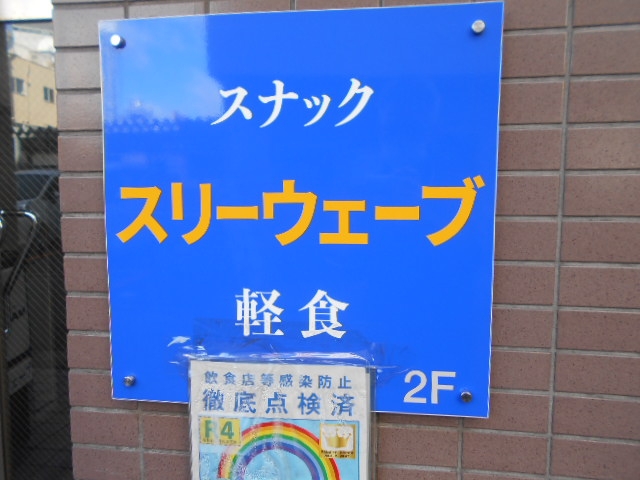 スナック
スリーウェーブ
軽食
2F
飲食店等感染防止
徹底点検済
R4